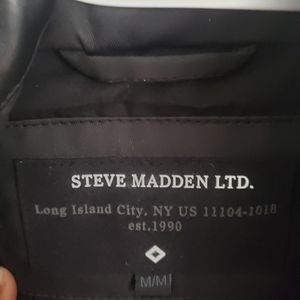 STEVE MADDEN LTD.
Long Island City, NY US 11104-1018
est.1990
M/M